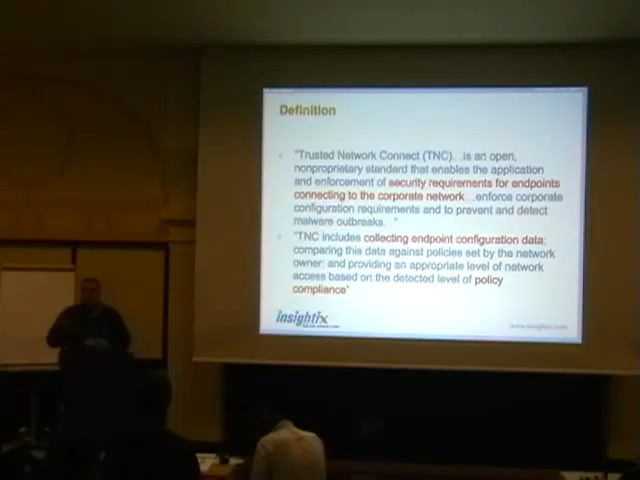 Definition
"Trusted Network Connect (TNC)...is an open,
nonproprietary standard that enables the application
and enforcement of security requirements for endpoints
connecting to the corporate network...enforce corporate
configuration requirements and to prevent and detect
malware outbreaks. "
"TNC includes collecting endpoint configuration data;
comparing this data against policies set by the network
owner; and providing an appropriate level of network
access based on the detected level of policy
compliance"
insightix
www.insightix.com